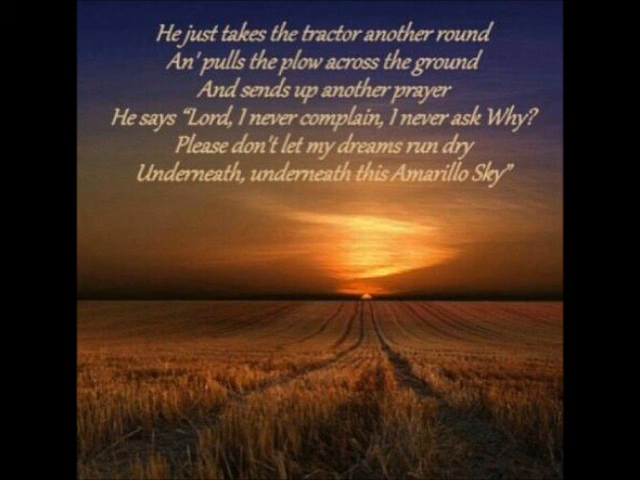 He just takes the tractor another round
An' pulls the plow across the ground
And sends up another prayer
He says “Lord, I never complain, I never ask Why?
Please don't let my dreams run dry
Underneath, underneath this Amarillo Sky”